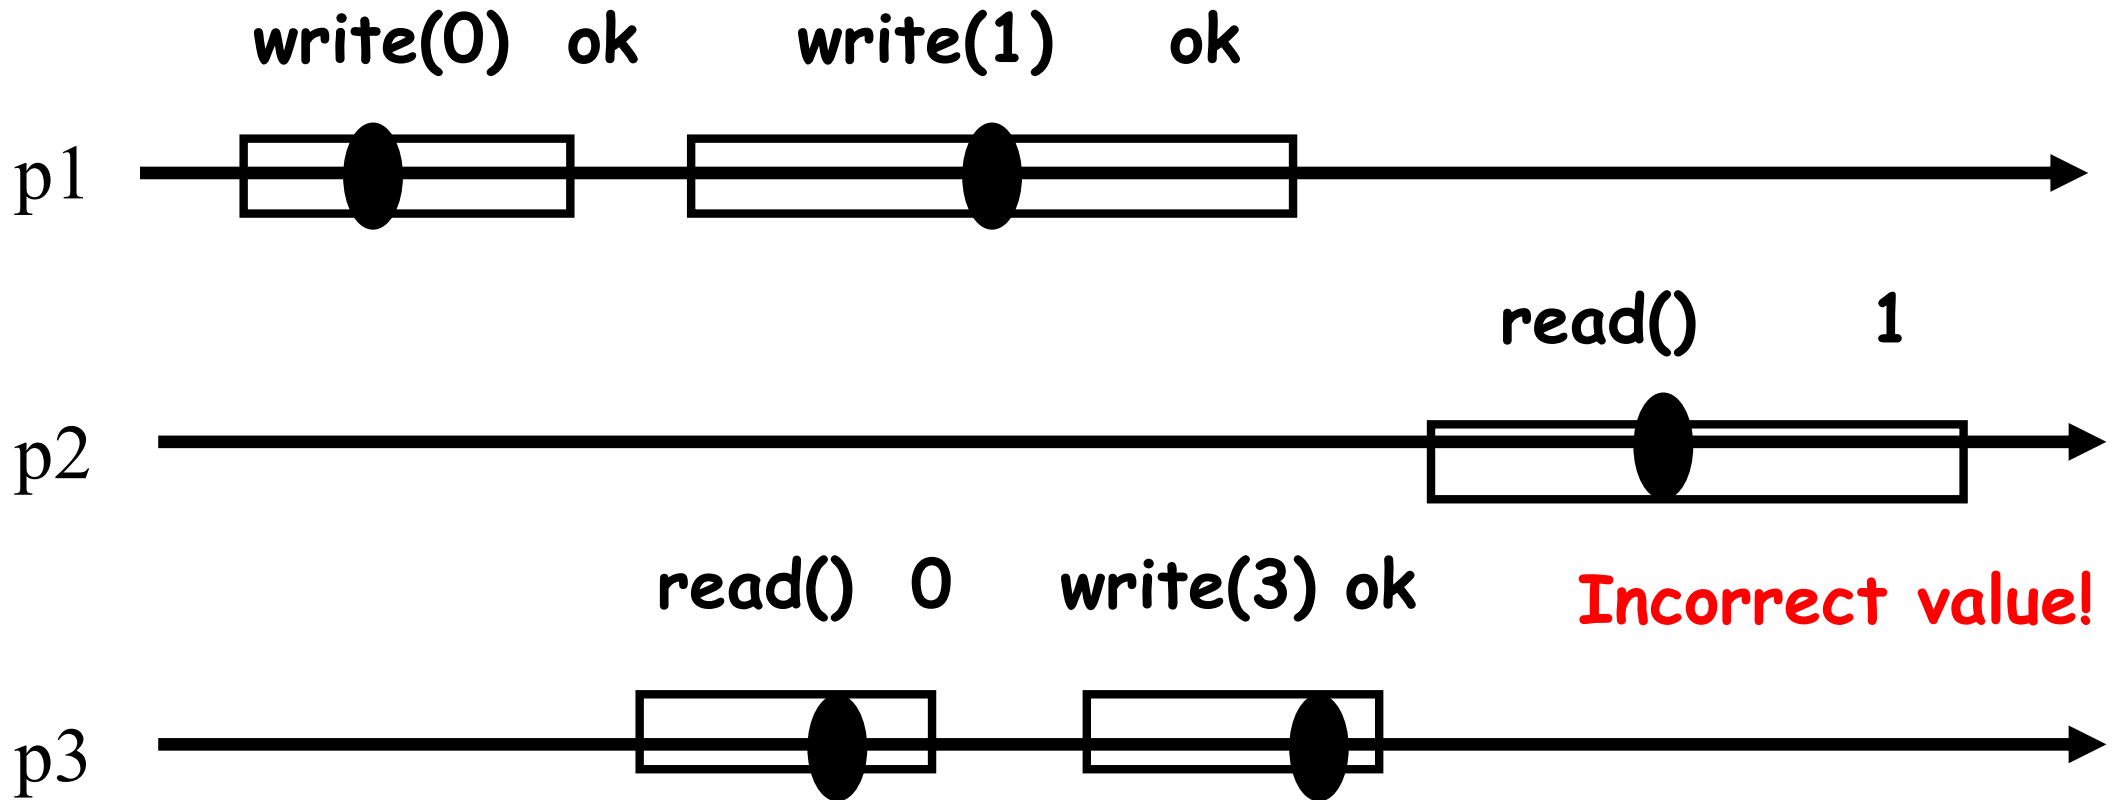 write(0) ok write(1) ok
p1
read() 1
p2
read() 0 write(3) ok Incorrect value!
p3